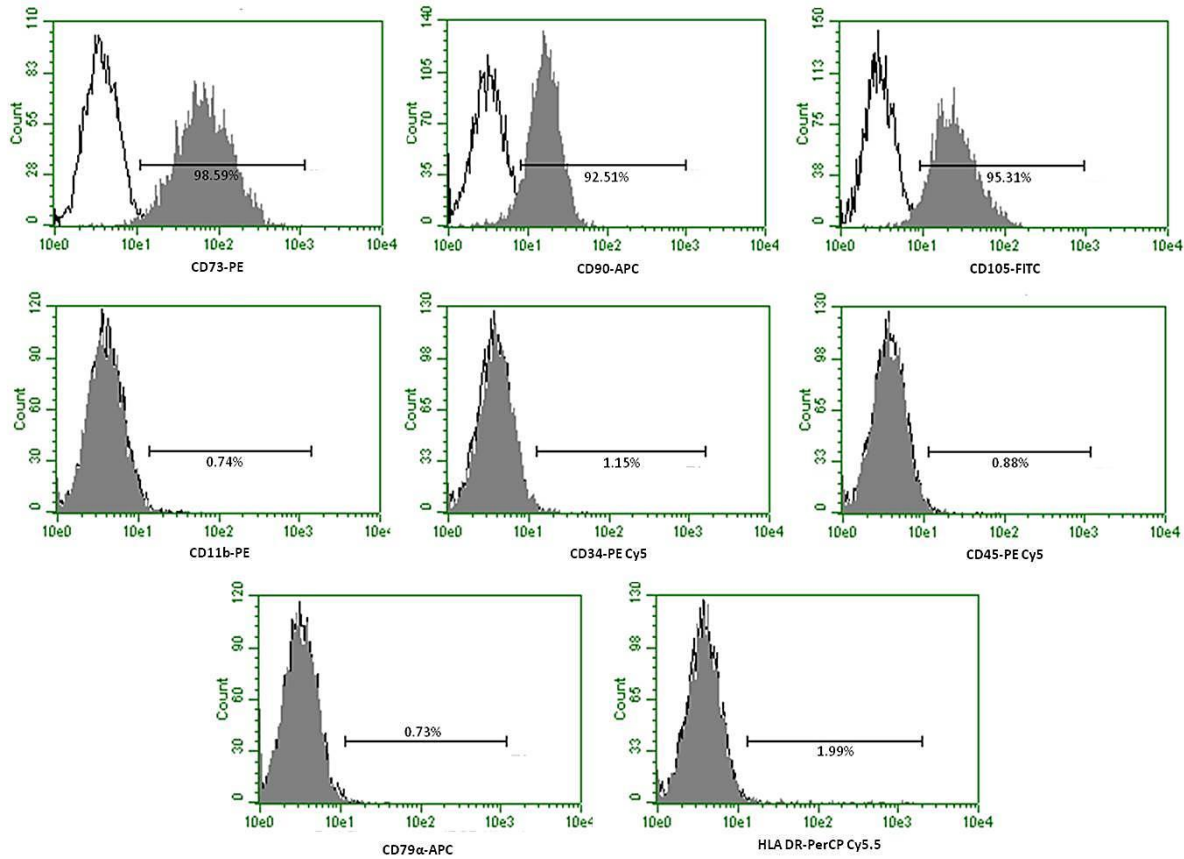 110
83
55
28
0
Count
98.59%
10e0 10e1 10e2 10e3 10e4
CD73-PE
140
105
70
35
0
Count
92.51%
10e0 10e1 10e2 10e3 10e4
CD90-APC
150
113
75
38
0
Count
95.31%
10e0 10e1 10e2 10e3 10e4
CD105-FITC
120
90
60
30
0
Count
0.74%
10e0 10e1 10e2 10e3 10e4
CD11b-PE
130
98
65
33
0
Count
1.15%
10e0 10e1 10e2 10e3 10e4
CD34-PE Cy5
130
98
65
33
0
Count
0.88%
10e0 10e1 10e2 10e3 10e4
CD45-PE Cy5
120
90
60
30
0
Count
0.73%
10e0 10e1 10e2 10e3 10e4
CD79α-APC
130
98
65
33
0
Count
1.99%
10e0 10e1 10e2 10e3 10e4
HLA DR-PerCP Cy5.5